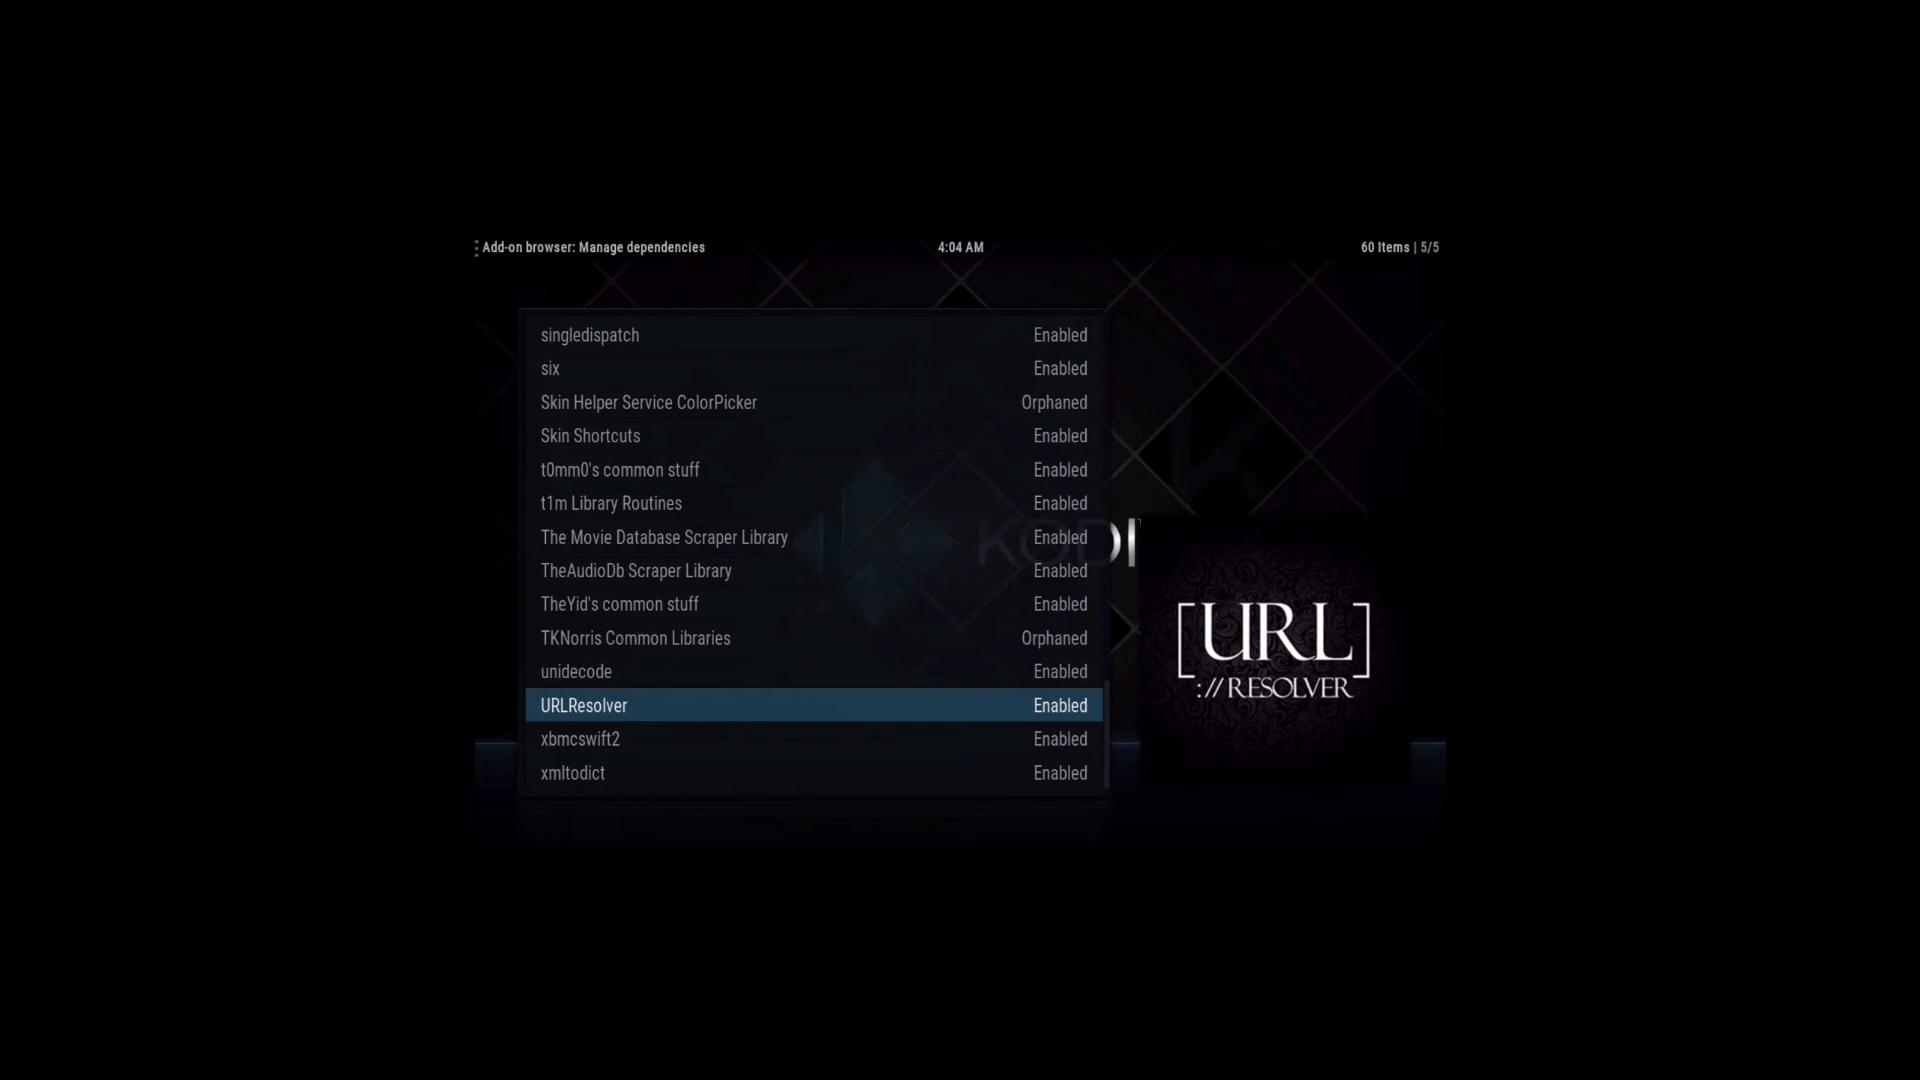 Add-on browser: Manage dependencies
4:04 AM
60 Items | 5/5
singledispatch Enabled
six Enabled
Skin Helper Service ColorPicker Orphaned
Skin Shortcuts Enabled
t0mm0's common stuff Enabled
t1m Library Routines Enabled
The Movie Database Scraper Library Enabled
TheAudioDb Scraper Library Enabled
TheYid's common stuff Enabled
TKNorris Common Libraries Orphaned
unidecode Enabled
URLResolver Enabled
xbmcswift2 Enabled
xmltodict Enabled
KODI
[URL]
://RESOLVER